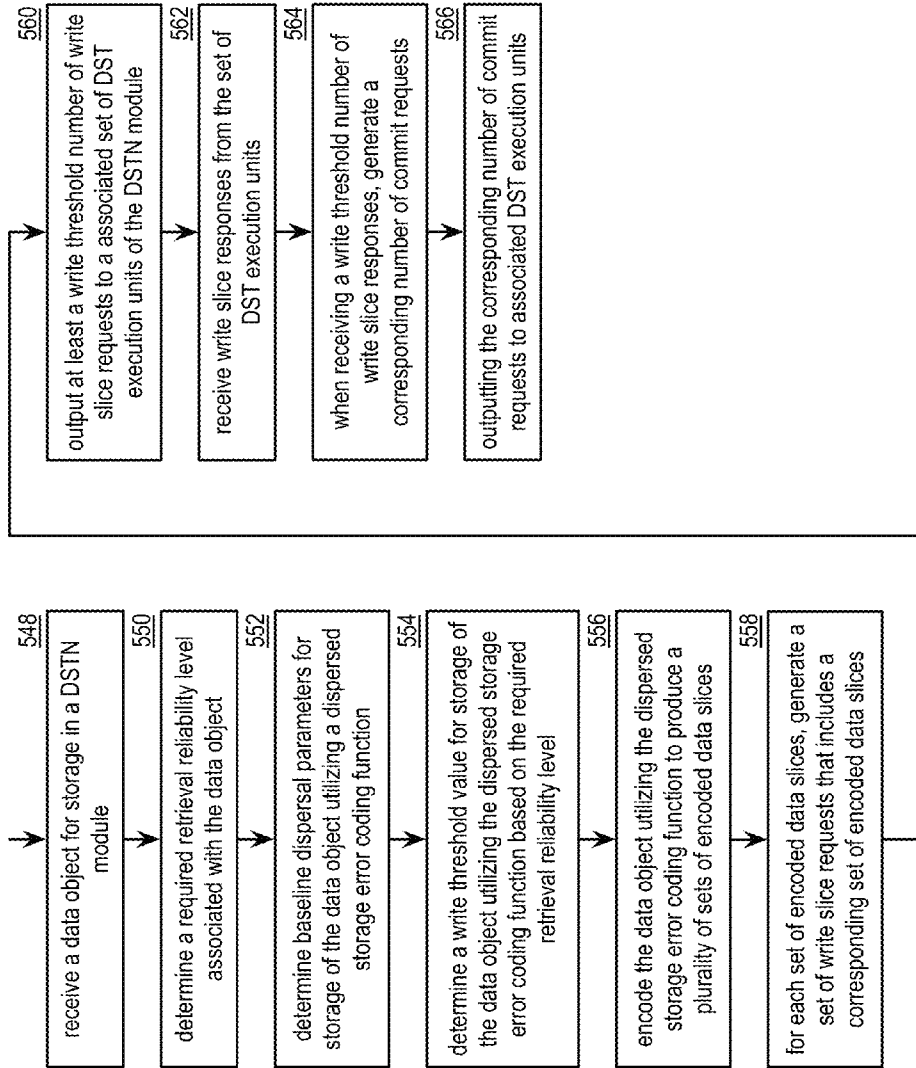 548
receive a data object for storage in a DSTN
module
550
determine a required retrieval reliability level
associated with the data object
552
determine baseline dispersal parameters for
storage of the data object utilizing a dispersed
storage error coding function
554
determine a write threshold value for storage of
the data object utilizing the dispersed storage
error coding function based on the required
retrieval reliability level
556
encode the data object utilizing the dispersed
storage error coding function to produce a
plurality of sets of encoded data slices
558
for each set of encoded data slices, generate a
set of write slice requests that includes a
corresponding set of encoded data slices
560
output at least a write threshold number of write
slice requests to a associated set of DST
execution units of the DSTN module
562
receive write slice responses from the set of
DST execution units
564
when receiving a write threshold number of
write slice responses, generate a
corresponding number of commit requests
566
outputting the corresponding number of commit
requests to associated DST execution units